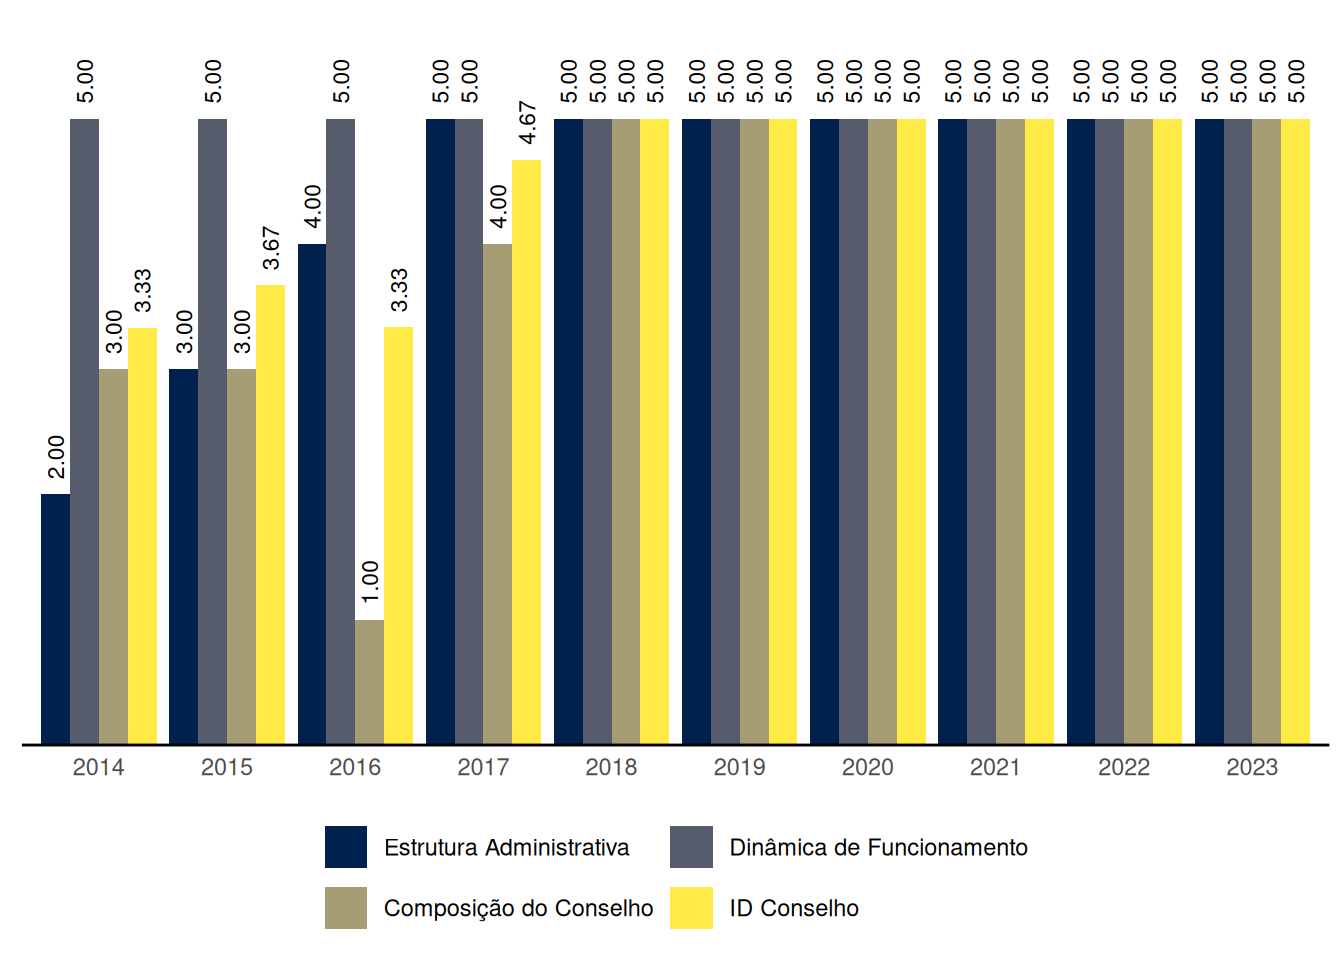 5.00 5.00 5.00 5.00 5.00 5.00 5.00 5.00 5.00 5.00 5.00 5.00 5.00 5.00 5.00 5.00 5.00 5.00 5.00 5.00 5.00 5.00 5.00 5.00 5.00 5.00 5.00 5.00 5.00
4.67
4.00 4.00
3.67
3.33 3.33
3.00 3.00 3.00
2.00
1.00
2014 2015 2016 2017 2018 2019 2020 2021 2022 2023
Estrutura Administrativa Dinâmica de Funcionamento
Composição do Conselho ID Conselho